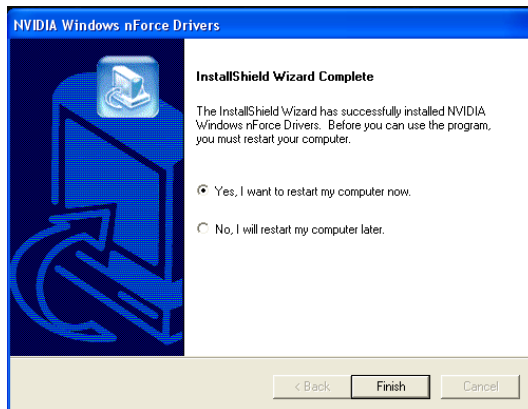 NVIDIA Windows nForce Drivers
InstallShield Wizard Complete
The InstallShield Wizard has successfully installed NVIDIA
Windows nForce Drivers.  Before you can use the program,
you must restart your computer.
Yes, I want to restart my computer now.
No, I will restart my computer later.
< Back Finish Cancel